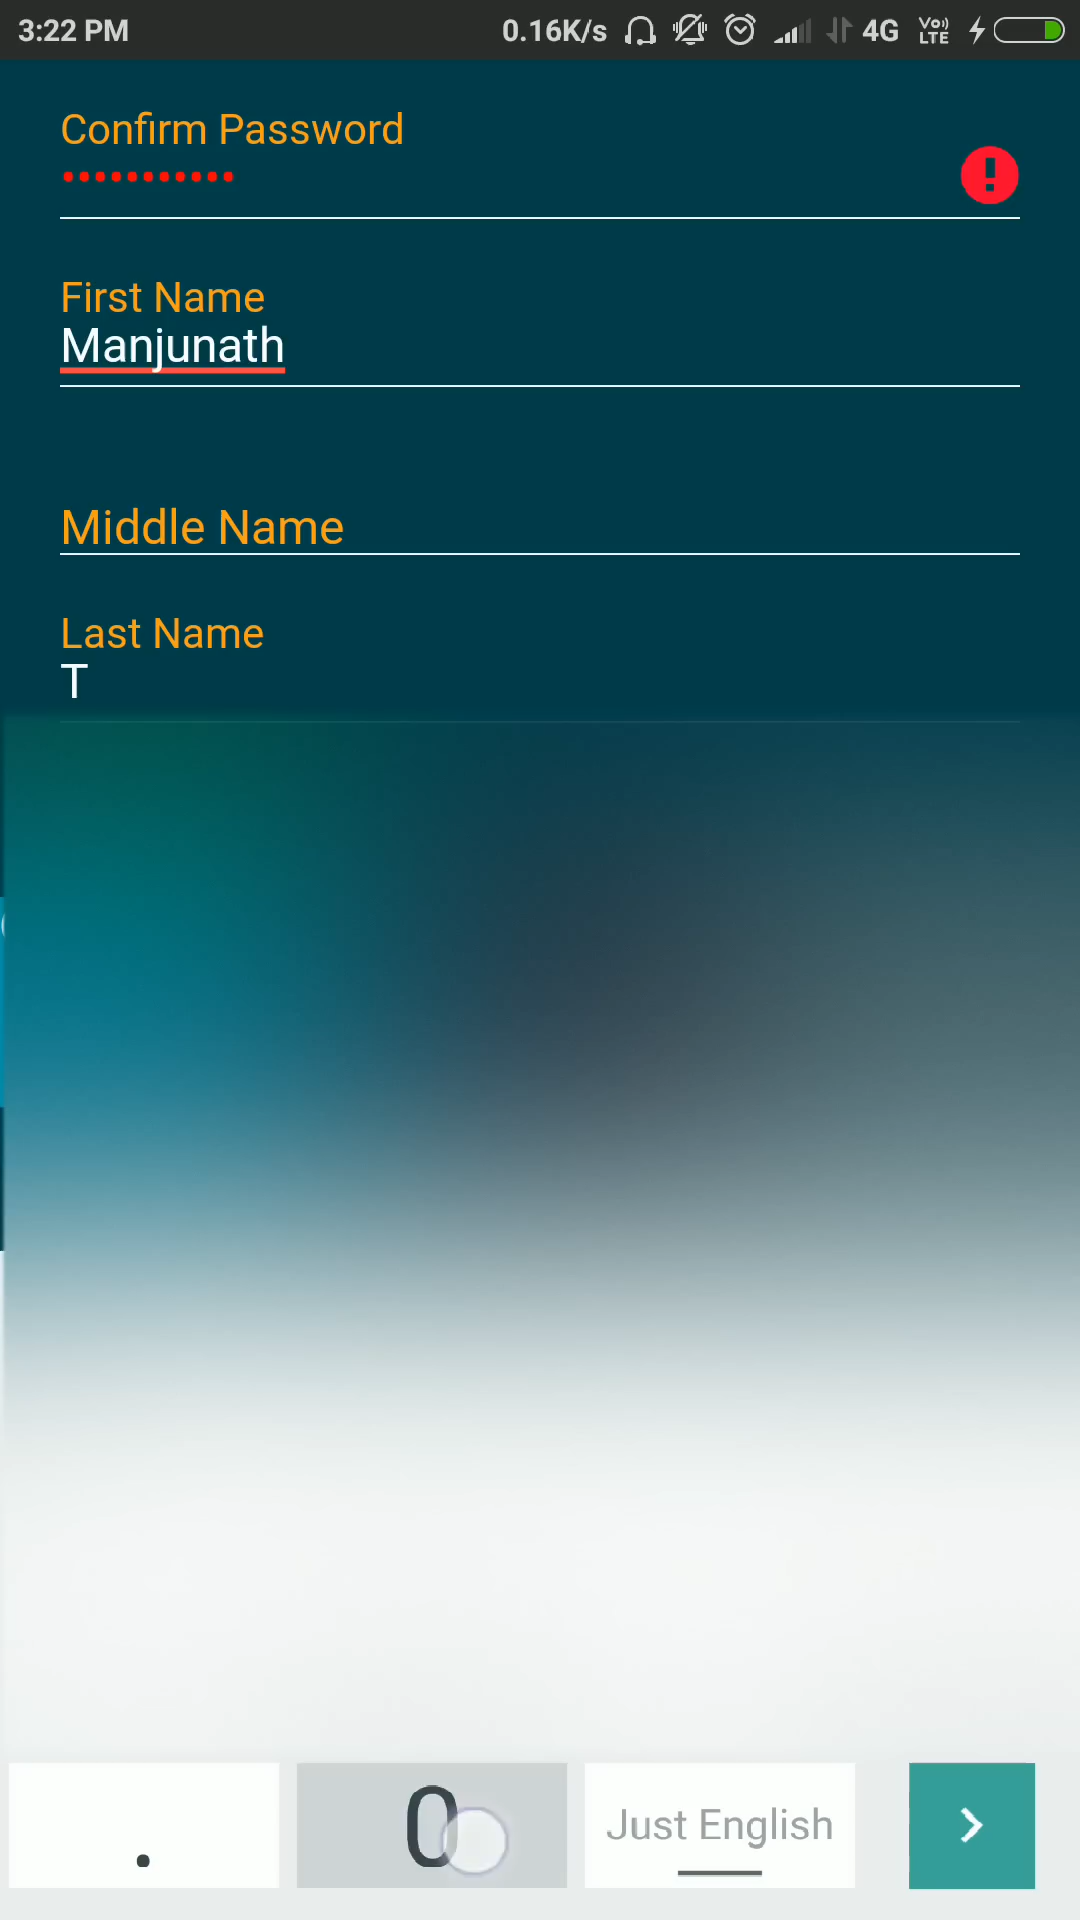 3:22 PM 0.16K/s 4G Vo)) LTE
Confirm Password
•••••••••••
First Name
Manjunath
Middle Name
Last Name
T
. 0 Just English